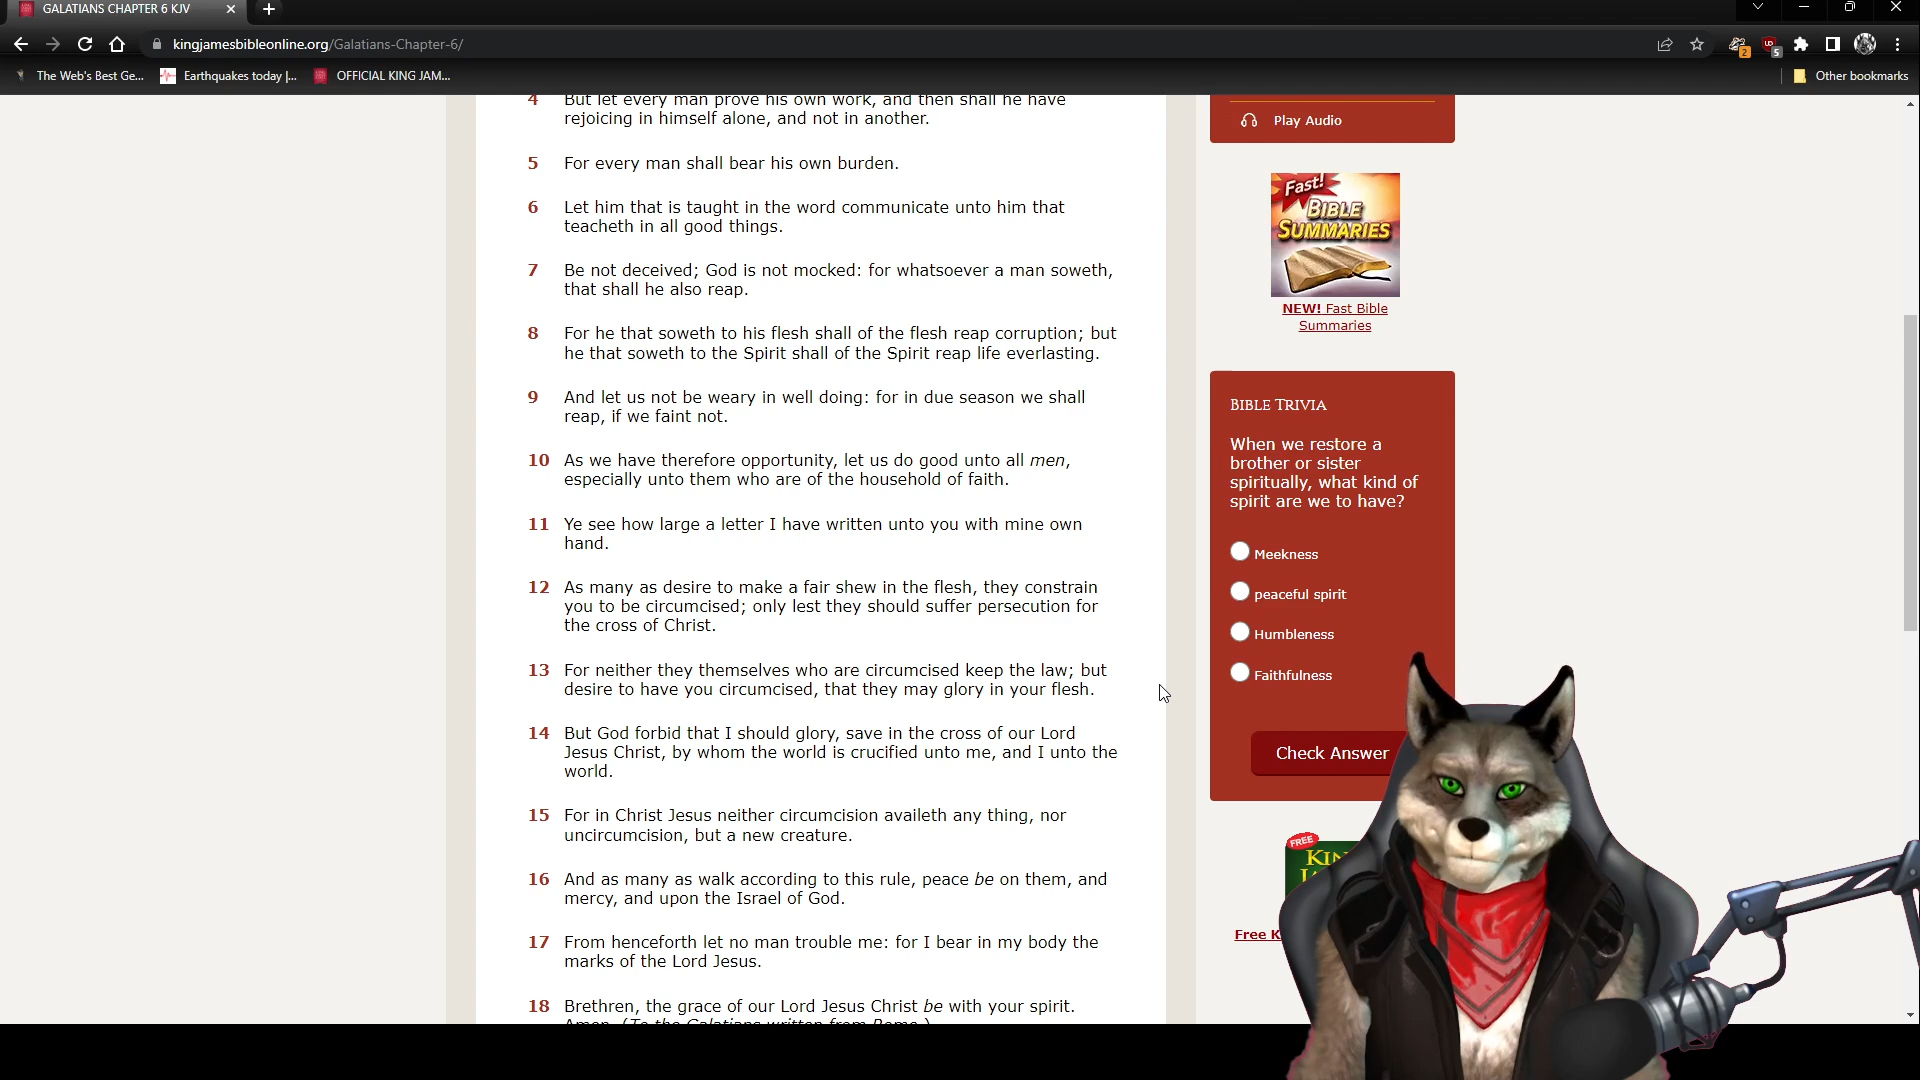 GALATIANS CHAPTER 6 KJV
kingjamesbibleonline.org/Galatians-Chapter-6/
2
5
The Web's Best Ge...
Earthquakes today |...
OFFICIAL KING JAM...
Other bookmarks
4 But let every man prove his own work, and then shall he have
rejoicing in himself alone, and not in another.
5 For every man shall bear his own burden.
6 Let him that is taught in the word communicate unto him that
teacheth in all good things.
7 Be not deceived; God is not mocked: for whatsoever a man soweth,
that shall he also reap.
8 For he that soweth to his flesh shall of the flesh reap corruption; but
he that soweth to the Spirit shall of the Spirit reap life everlasting.
9 And let us not be weary in well doing: for in due season we shall
reap, if we faint not.
10 As we have therefore opportunity, let us do good unto all men,
especially unto them who are of the household of faith.
11 Ye see how large a letter I have written unto you with mine own
hand.
12 As many as desire to make a fair shew in the flesh, they constrain
you to be circumcised; only lest they should suffer persecution for
the cross of Christ.
13 For neither they themselves who are circumcised keep the law; but
desire to have you circumcised, that they may glory in your flesh.
14 But God forbid that I should glory, save in the cross of our Lord
Jesus Christ, by whom the world is crucified unto me, and I unto the
world.
15 For in Christ Jesus neither circumcision availeth any thing, nor
uncircumcision, but a new creature.
16 And as many as walk according to this rule, peace be on them, and
mercy, and upon the Israel of God.
17 From henceforth let no man trouble me: for I bear in my body the
marks of the Lord Jesus.
18 Brethren, the grace of our Lord Jesus Christ be with your spirit.
Amen. (To the Galatians written from Rome.)
Play Audio
Fast!
BIBLE
SUMMARIES
NEW! Fast Bible
Summaries
BIBLE TRIVIA
When we restore a
brother or sister
spiritually, what kind of
spirit are we to have?
Meekness
peaceful spirit
Humbleness
Faithfulness
Check Answer
FREE
KIN
Free K